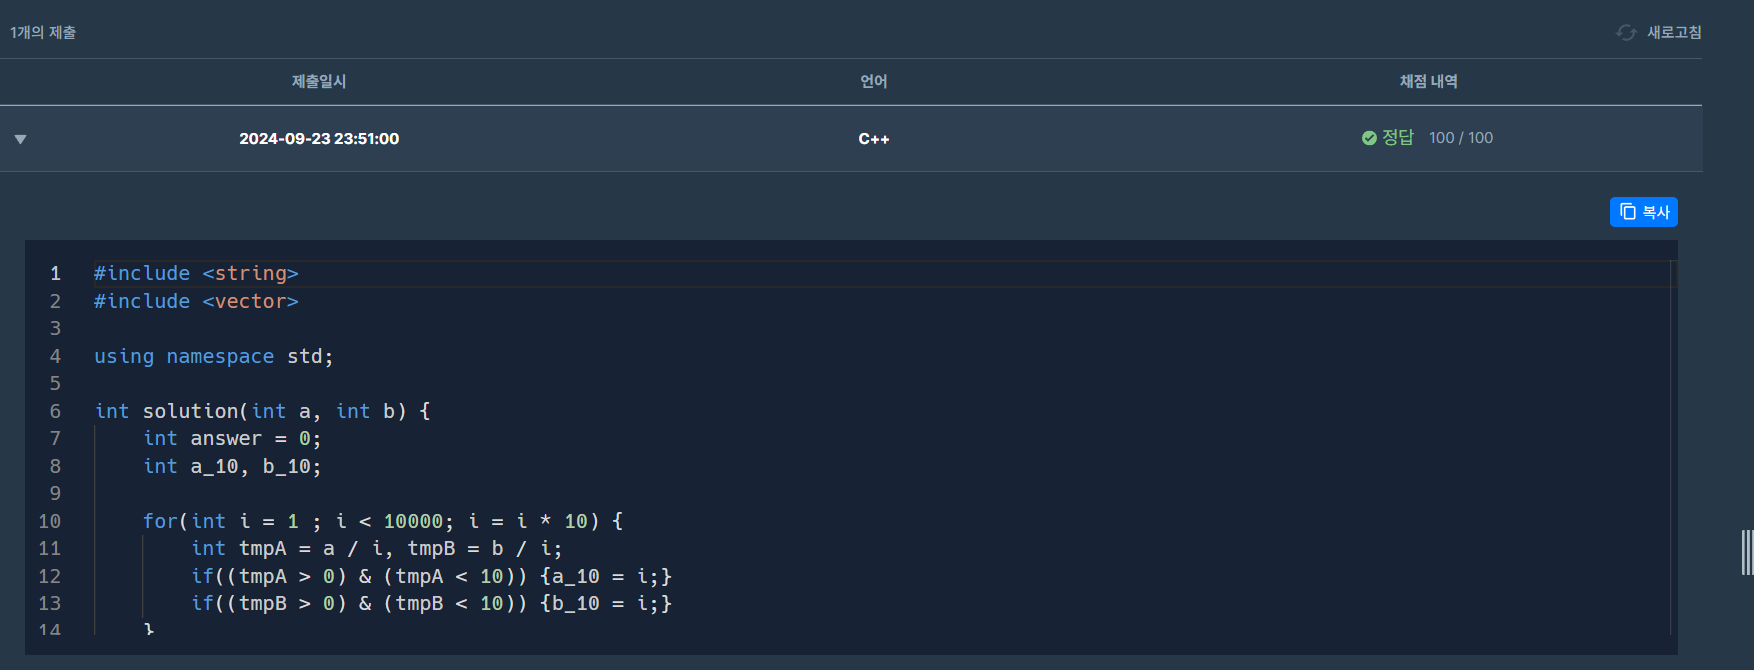 1개의 제출
새로고침
제출일시 언어 채점 내역
2024-09-23 23:51:00 C++ 정답 100 / 100
복사
1 #include <string>
2 #include <vector>
3
4 using namespace std;
5
6 int solution(int a, int b) {
7     int answer = 0;
8     int a_10, b_10;
9
10     for(int i = 1 ; i < 10000; i = i * 10) {
11         int tmpA = a / i, tmpB = b / i;
12         if((tmpA > 0) & (tmpA < 10)) {a_10 = i;}
13         if((tmpB > 0) & (tmpB < 10)) {b_10 = i;}
14     }